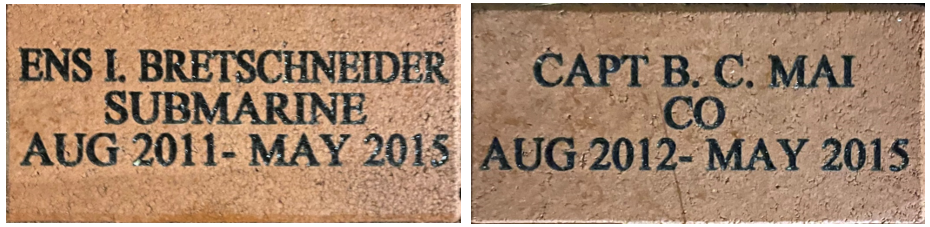 ENS I. BRETSCHNEIDER
SUBMARINE
AUG 2011- MAY 2015
CAPT B. C. MAI
CO
AUG 2012- MAY 2015